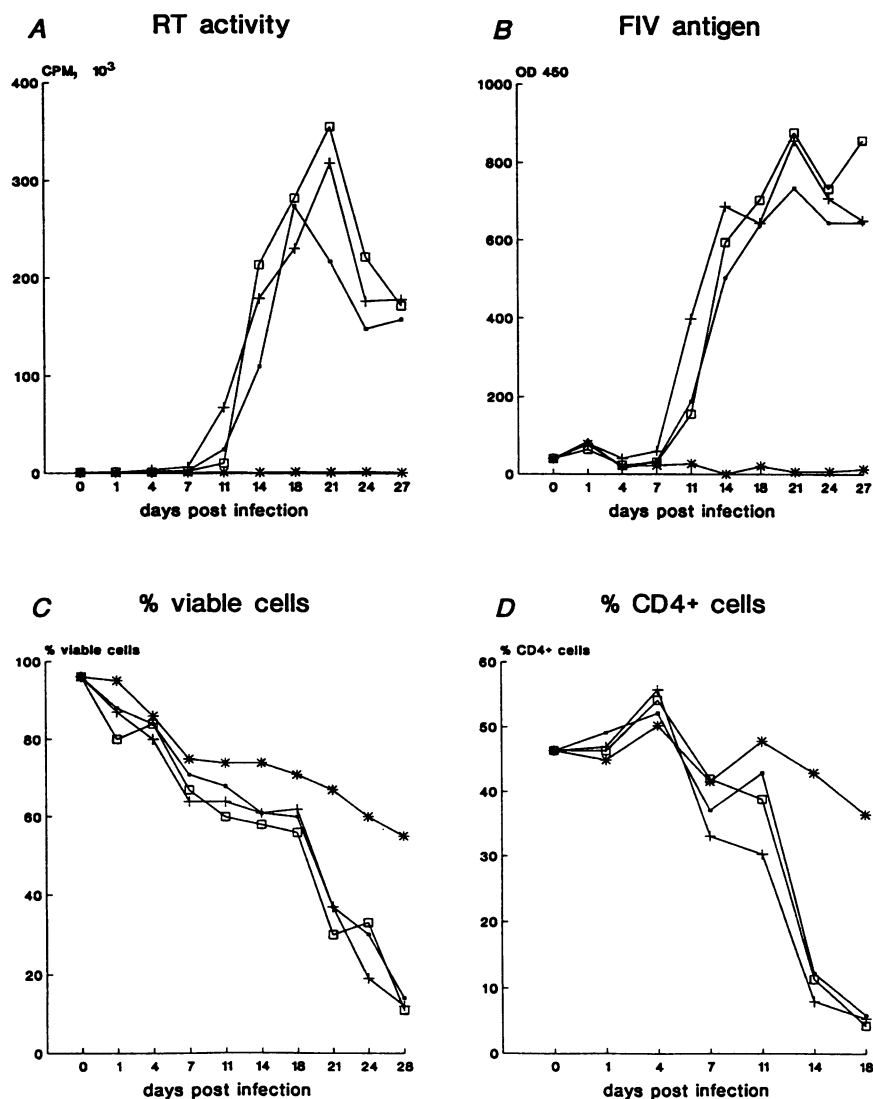 A RT activity
CPM, 10³
400
300
200
100
0
0 1 4 7 11 14 18 21 24 27
days post infection
B FIV antigen
OD 450
1000
800
600
400
200
0
0 1 4 7 11 14 18 21 24 27
days post infection
C % viable cells
% viable cells
100
80
60
40
20
0
0 1 4 7 11 14 18 21 24 28
days post infection
D % CD4+ cells
% CD4+ cells
60
50
40
30
20
10
0
0 1 4 7 11 14 18
days post infection